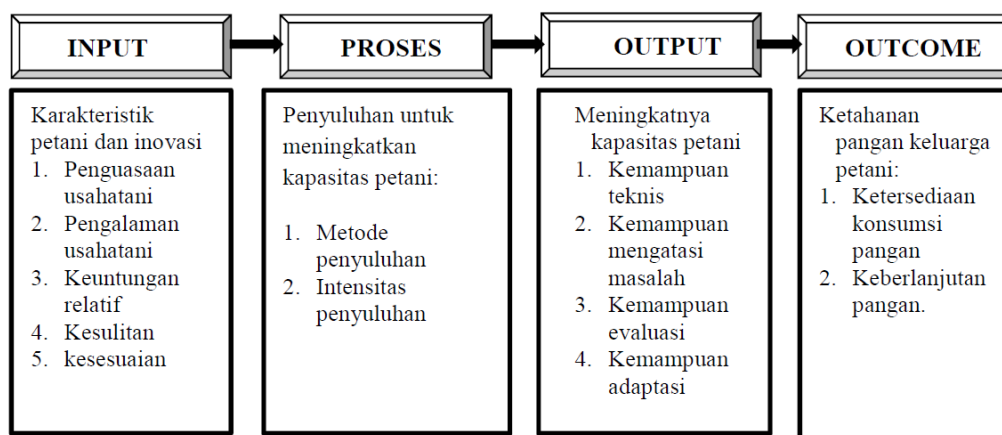 INPUT
PROSES
OUTPUT
OUTCOME
Karakteristik
petani dan inovasi
1. Penguasaan
usahatani
2. Pengalaman
usahatani
3. Keuntungan
relatif
4. Kesulitan
5. kesesuaian
Penyuluhan untuk
meningkatkan
kapasitas petani:
1. Metode
penyuluhan
2. Intensitas
penyuluhan
Meningkatnya
kapasitas petani
1. Kemampuan
teknis
2. Kemampuan
mengatasi
masalah
3. Kemampuan
evaluasi
4. Kemampuan
adaptasi
Ketahanan
pangan keluarga
petani:
1. Ketersediaan
konsumsi
pangan
2. Keberlanjutan
pangan.